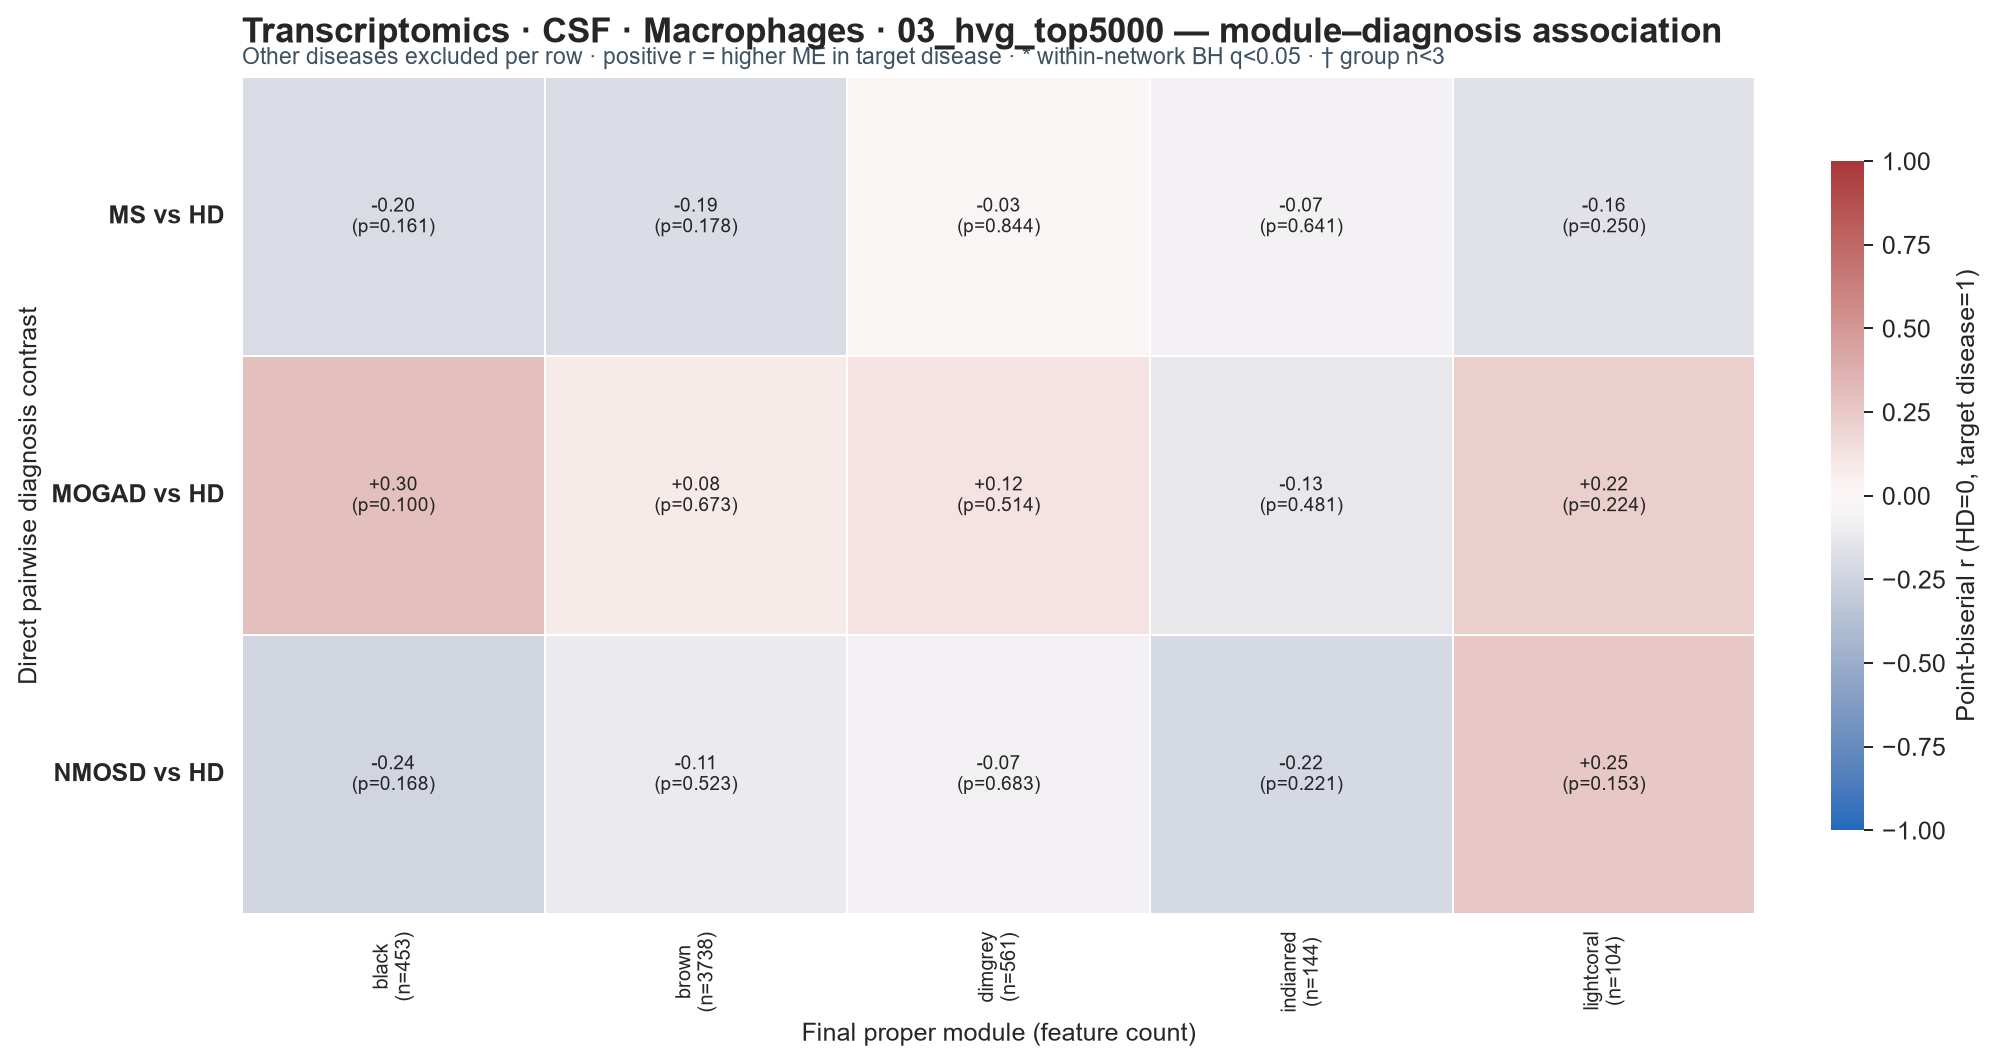 Transcriptomics · CSF · Macrophages · 03_hvg_top5000 — module–diagnosis association
Other diseases excluded per row · positive r = higher ME in target disease · * within-network BH q<0.05 · † group n<3
Direct pairwise diagnosis contrast
MS vs HD
-0.20
(p=0.161)
-0.19
(p=0.178)
-0.03
(p=0.844)
-0.07
(p=0.641)
-0.16
(p=0.250)
MOGAD vs HD
+0.30
(p=0.100)
+0.08
(p=0.673)
+0.12
(p=0.514)
-0.13
(p=0.481)
+0.22
(p=0.224)
NMOSD vs HD
-0.24
(p=0.168)
-0.11
(p=0.523)
-0.07
(p=0.683)
-0.22
(p=0.221)
+0.25
(p=0.153)
black
(n=453)
brown
(n=3738)
dimgrey
(n=561)
indianred
(n=144)
lightcoral
(n=104)
Final proper module (feature count)
1.00
0.75
0.50
0.25
0.00
−0.25
−0.50
−0.75
−1.00
Point-biserial r (HD=0, target disease=1)